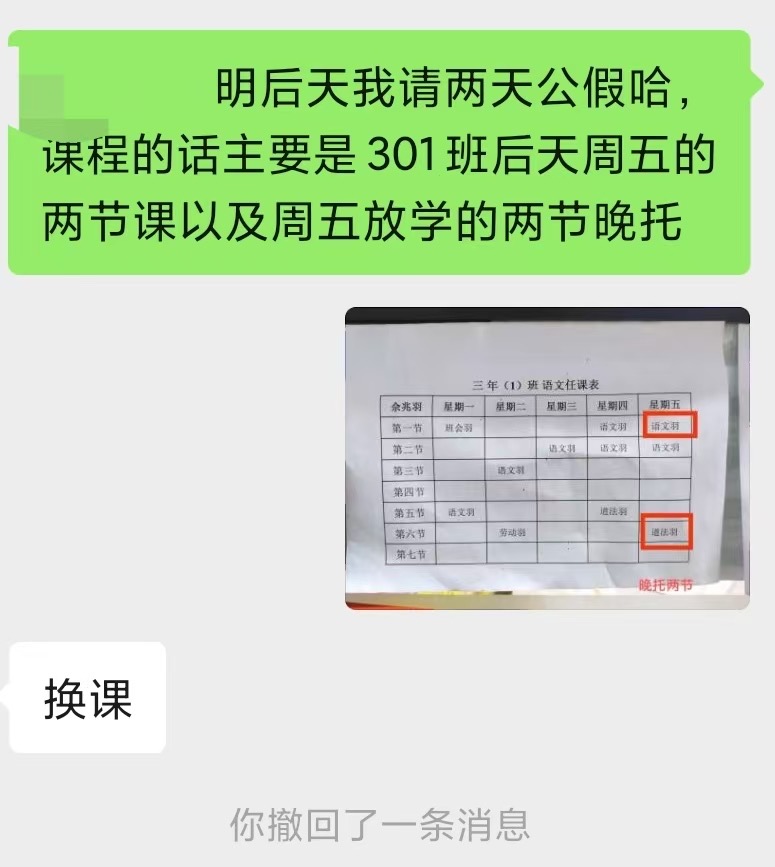 明后天我请两天公假哈，
课程的话主要是301班后天周五的
两节课以及周五放学的两节晚托
三年（1）班 语文任课表
余兆羽 星期一 星期二 星期三 星期四 星期五
第一节 班会羽 语文羽 语文羽
第二节 语文羽 语文羽 语文羽
第三节 语文羽
第四节
第五节 语文羽 道法羽
第六节 劳动羽 道法羽
第七节
晚托两节
换课
你撤回了一条消息